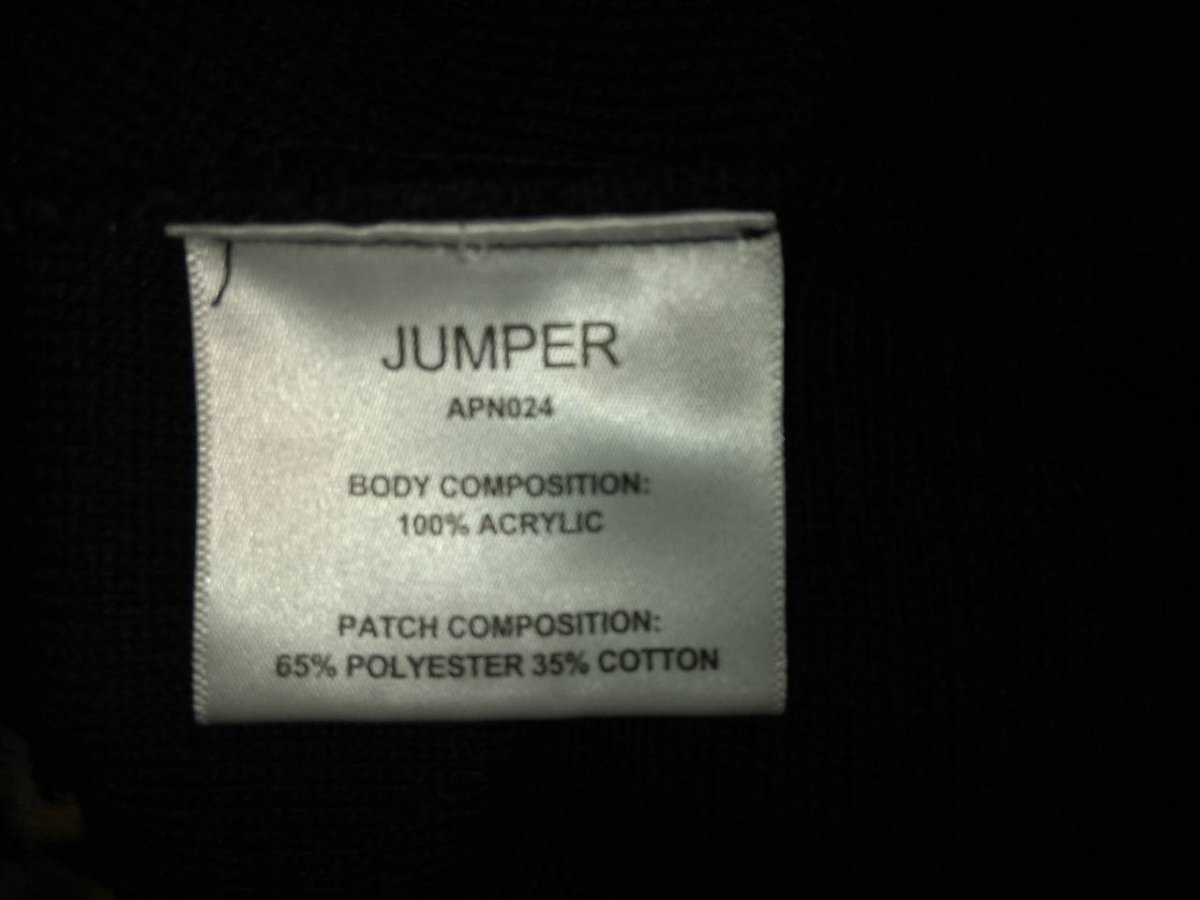 JUMPER
APN024
BODY COMPOSITION:
100% ACRYLIC
PATCH COMPOSITION:
65% POLYESTER 35% COTTON